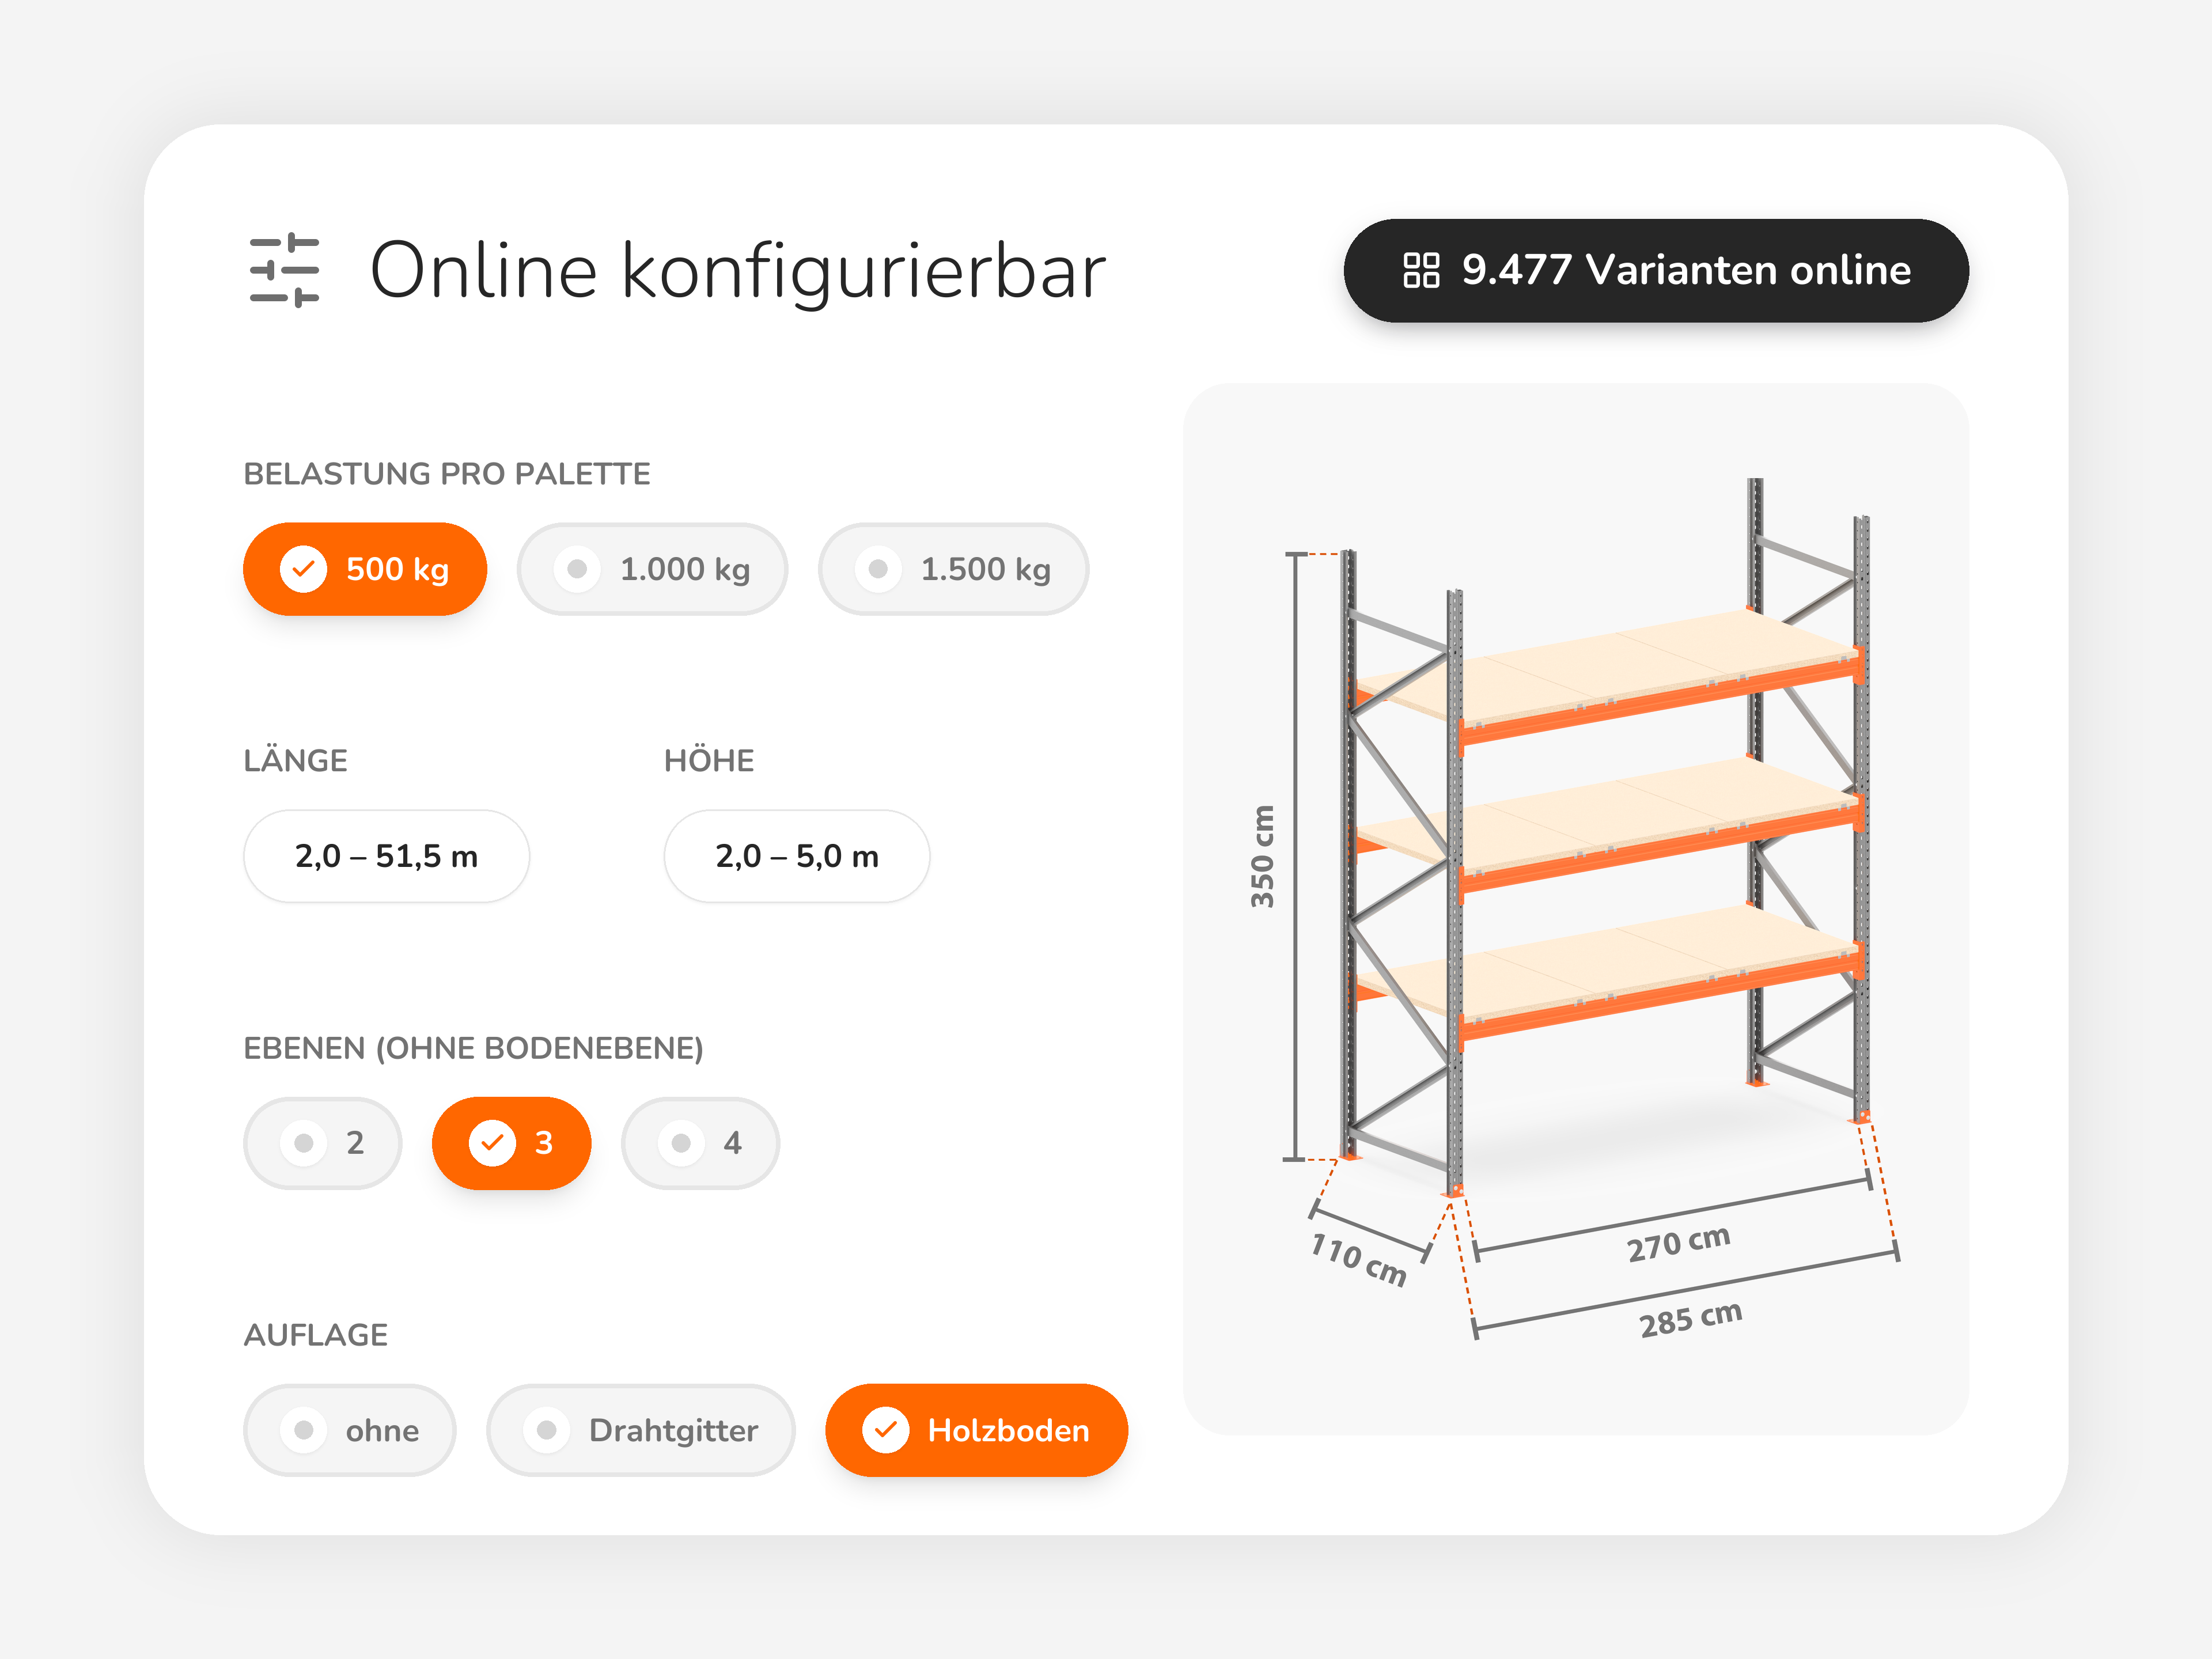 Online konfigurierbar
9.477 Varianten online
BELASTUNG PRO PALETTE
500 kg
1.000 kg
1.500 kg
LÄNGE
HÖHE
2,0 – 51,5 m
2,0 – 5,0 m
EBENEN (OHNE BODENEBENE)
2
3
4
AUFLAGE
ohne
Drahtgitter
Holzboden
350 cm
110 cm
270 cm
285 cm